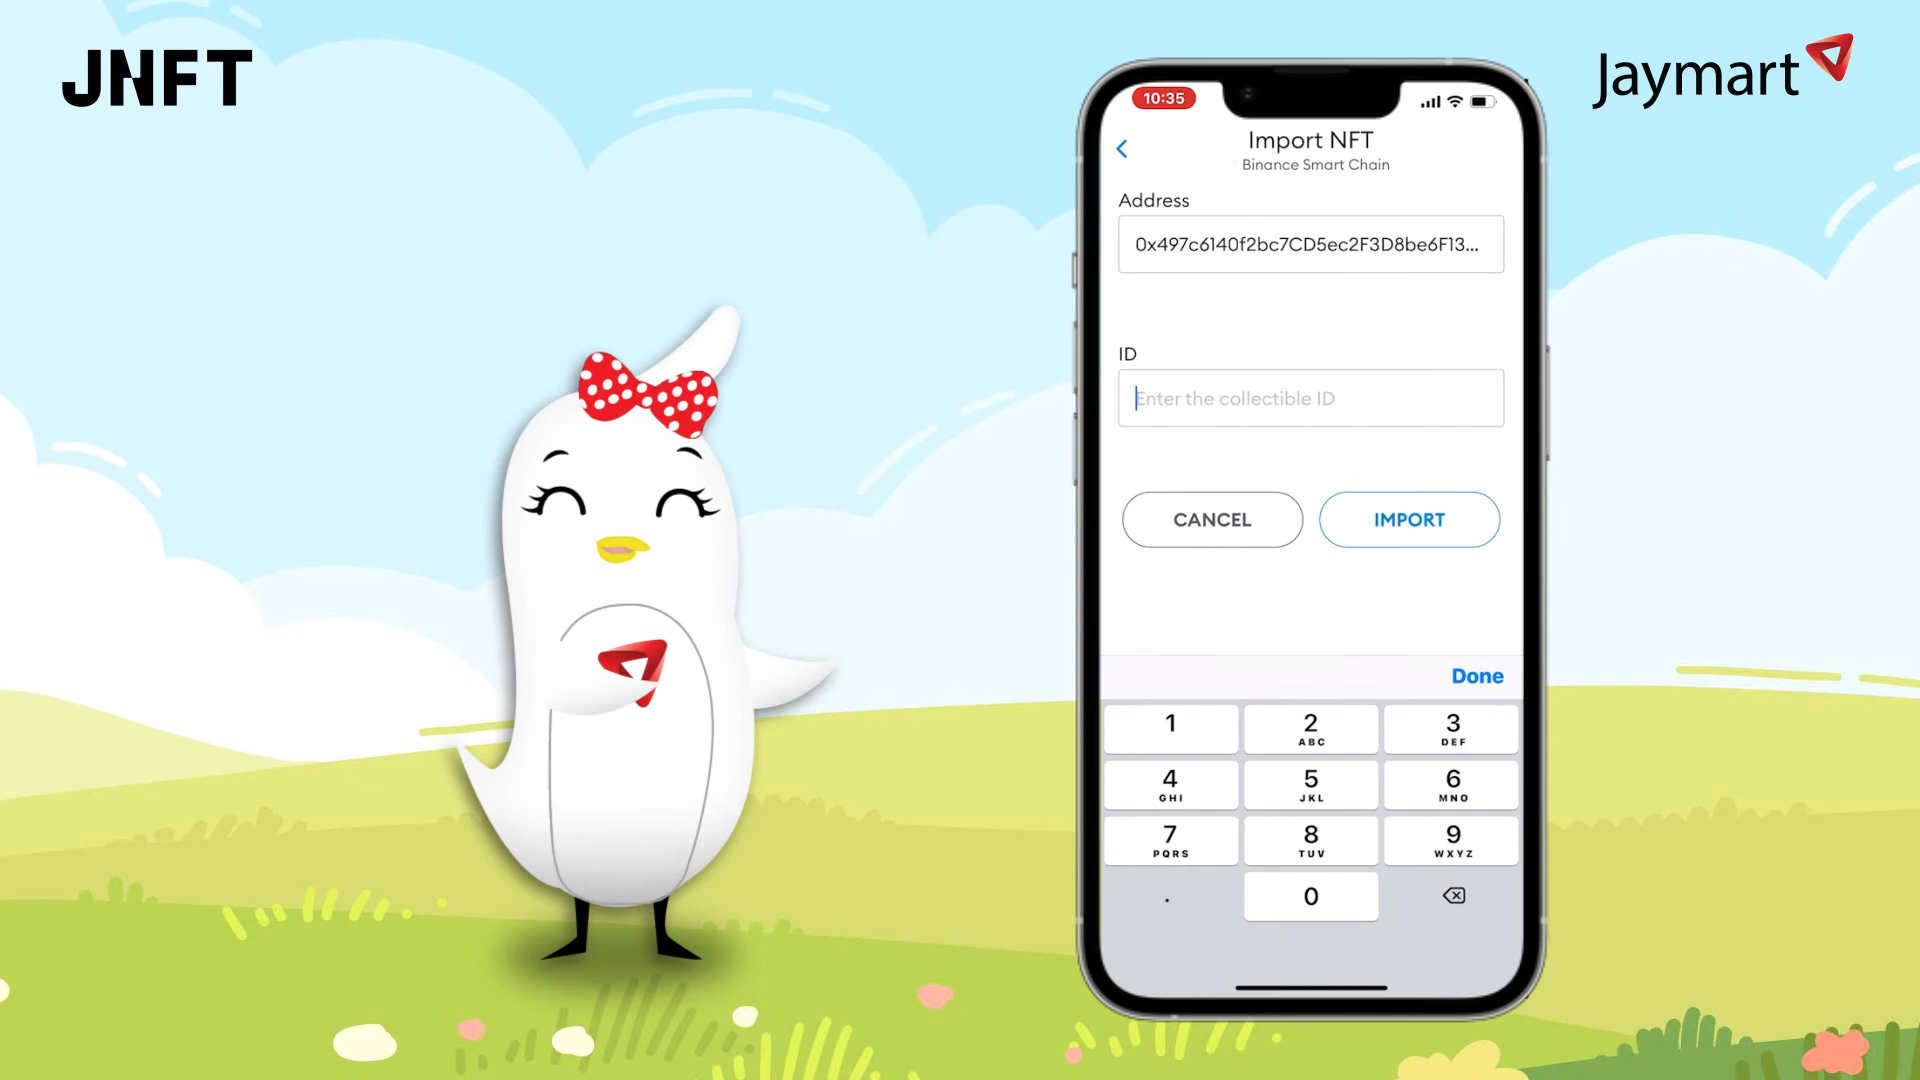 JNFT
Jaymart
10:35
Import NFT
Binance Smart Chain
Address
0x497c6140f2bc7CD5ec2F3D8be6F13...
ID
Enter the collectible ID
CANCEL
IMPORT
Done
1
2
ABC
3
DEF
4
GHI
5
JKL
6
MNO
7
PQRS
8
TUV
9
WXYZ
.
0